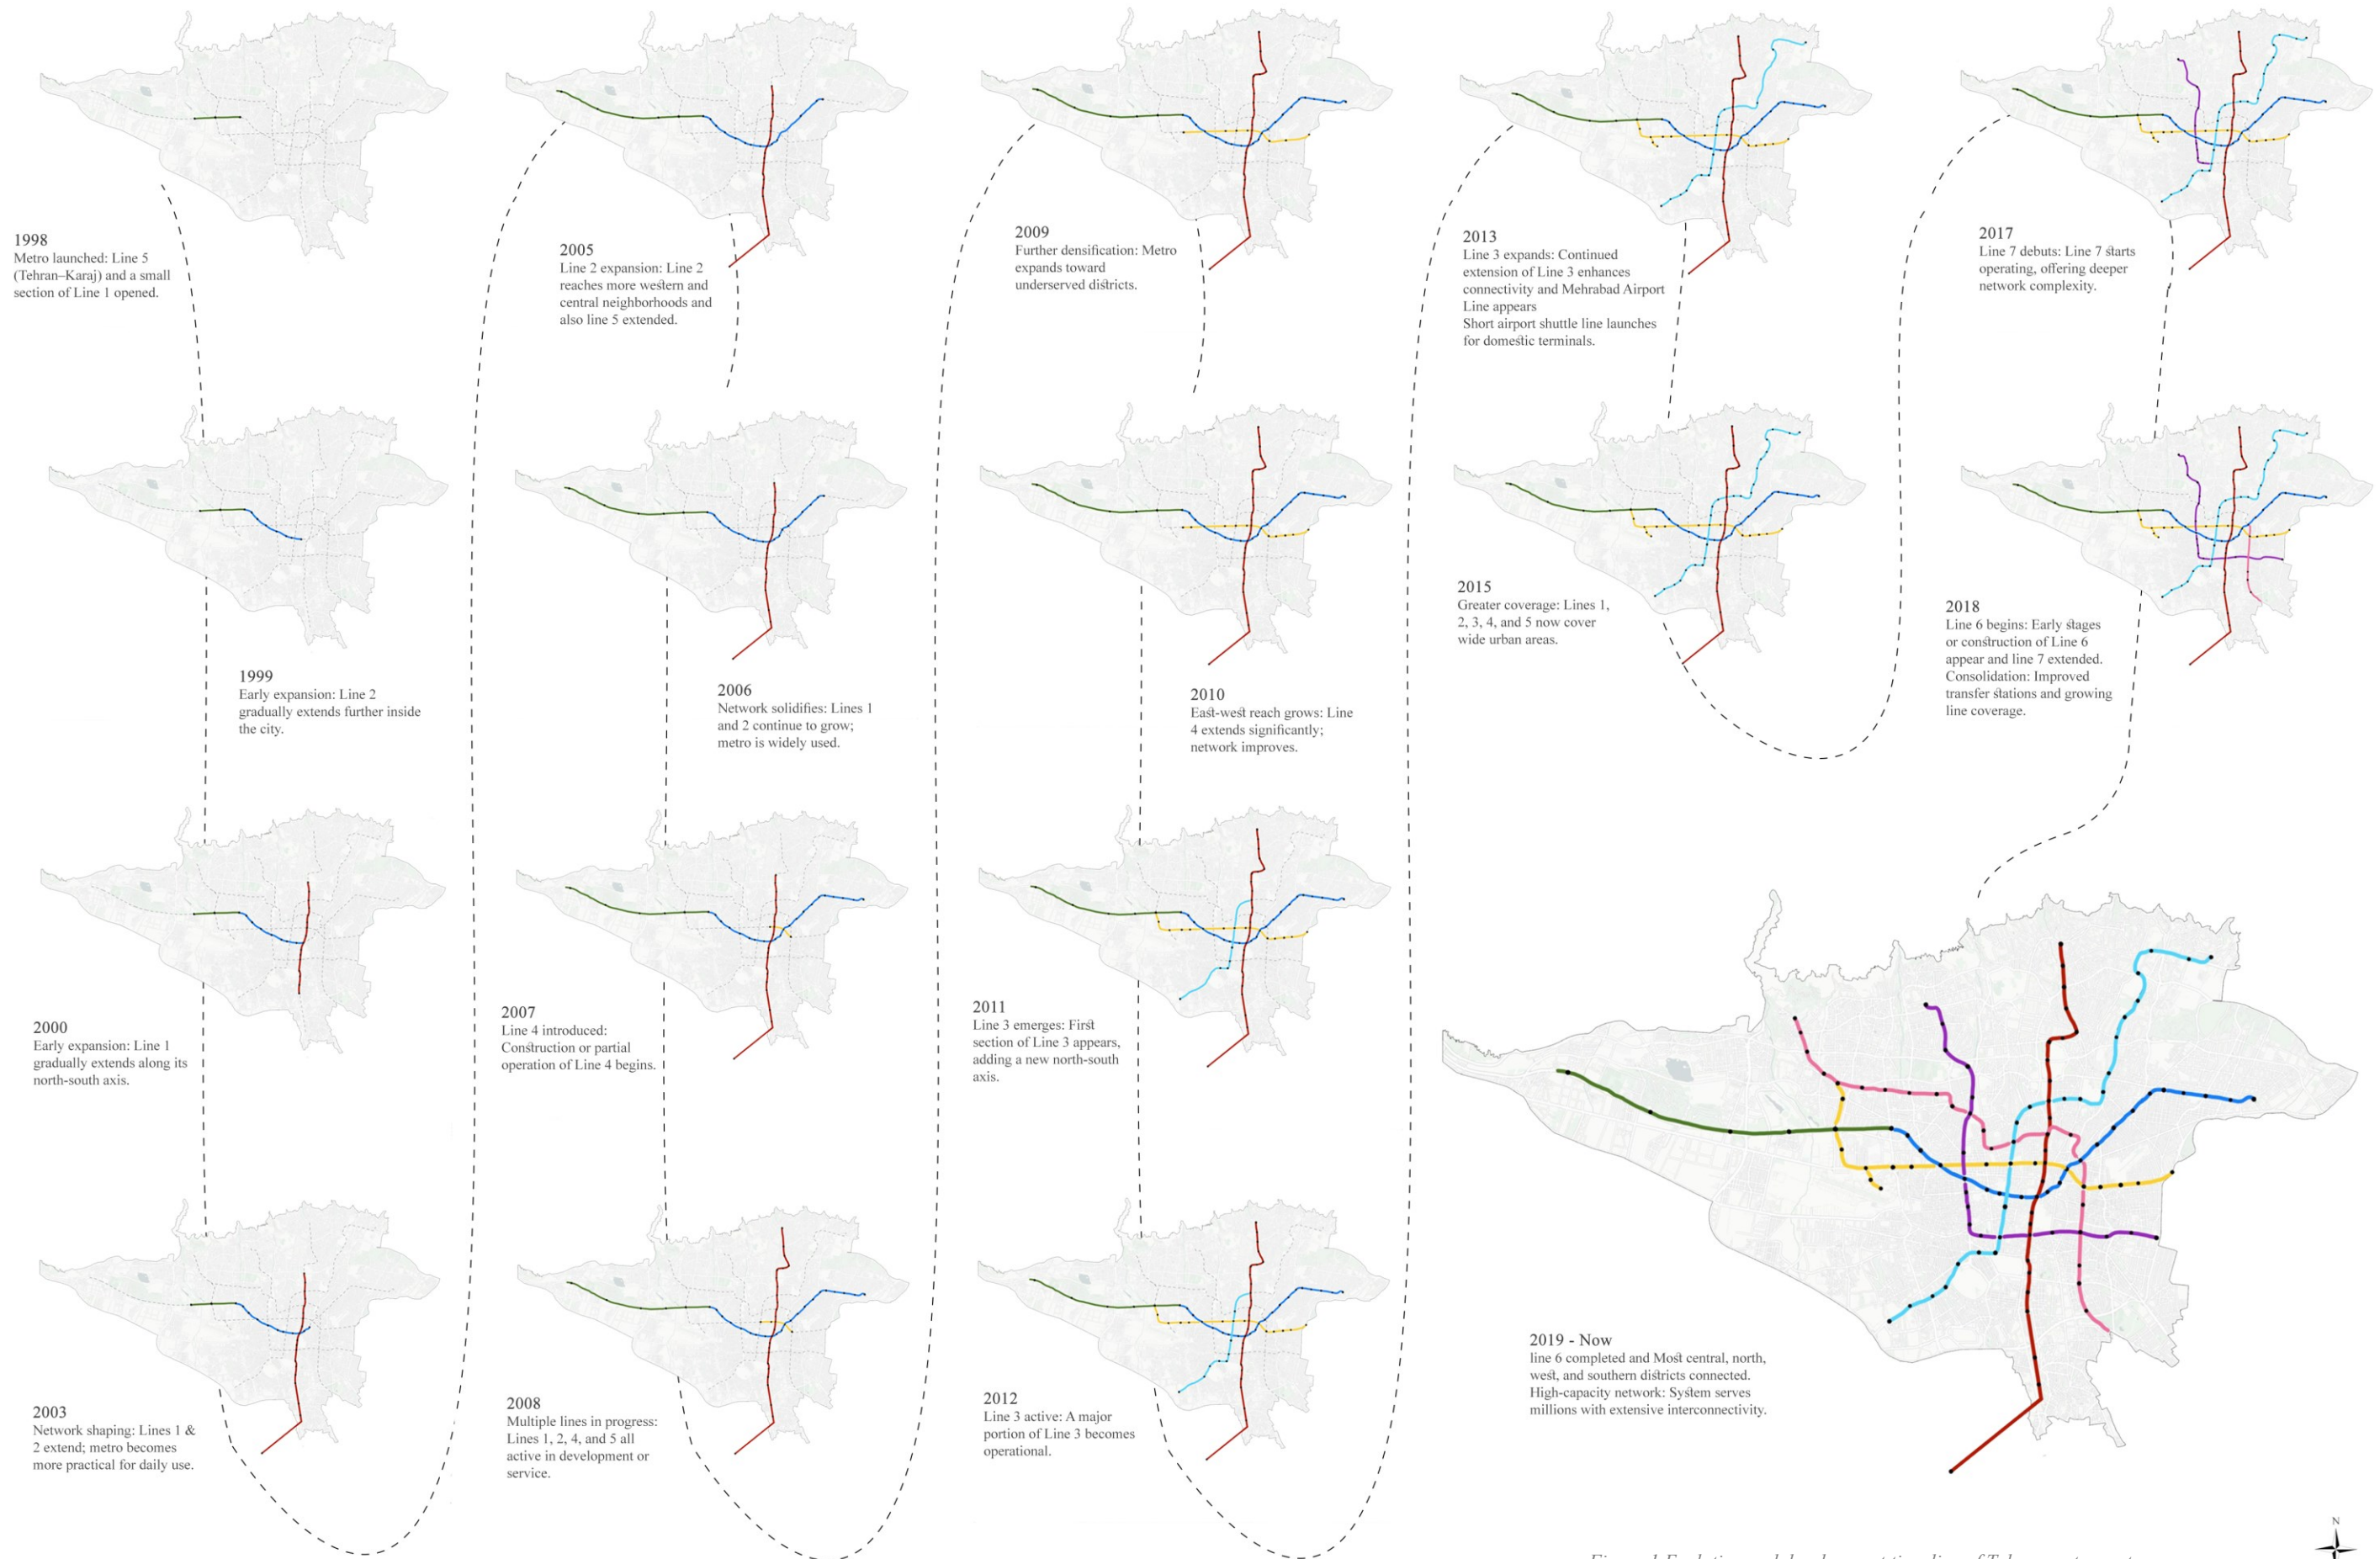 1998
Metro launched: Line 5
(Tehran–Karaj) and a small
section of Line 1 opened.
1999
Early expansion: Line 2
gradually extends further inside
the city.
2000
Early expansion: Line 1
gradually extends along its
north-south axis.
2003
Network shaping: Lines 1 &
2 extend; metro becomes
more practical for daily use.
2005
Line 2 expansion: Line 2
reaches more western and
central neighborhoods and
also line 5 extended.
2006
Network solidifies: Lines 1
and 2 continue to grow;
metro is widely used.
2007
Line 4 introduced:
Construction or partial
operation of Line 4 begins.
2008
Multiple lines in progress:
Lines 1, 2, 4, and 5 all
active in development or
service.
2009
Further densification: Metro
expands toward
underserved districts.
2010
East-west reach grows: Line
4 extends significantly;
network improves.
2011
Line 3 emerges: First
section of Line 3 appears,
adding a new north-south
axis.
2012
Line 3 active: A major
portion of Line 3 becomes
operational.
2013
Line 3 expands: Continued
extension of Line 3 enhances
connectivity and Mehrabad Airport
Line appears
Short airport shuttle line launches
for domestic terminals.
2015
Greater coverage: Lines 1,
2, 3, 4, and 5 now cover
wide urban areas.
2017
Line 7 debuts: Line 7 starts
operating, offering deeper
network complexity.
2018
Line 6 begins: Early stages
or construction of Line 6
appear and line 7 extended.
Consolidation: Improved
transfer stations and growing
line coverage.
2019 - Now
line 6 completed and Most central, north,
west, and southern districts connected.
High-capacity network: System serves
millions with extensive interconnectivity.
N